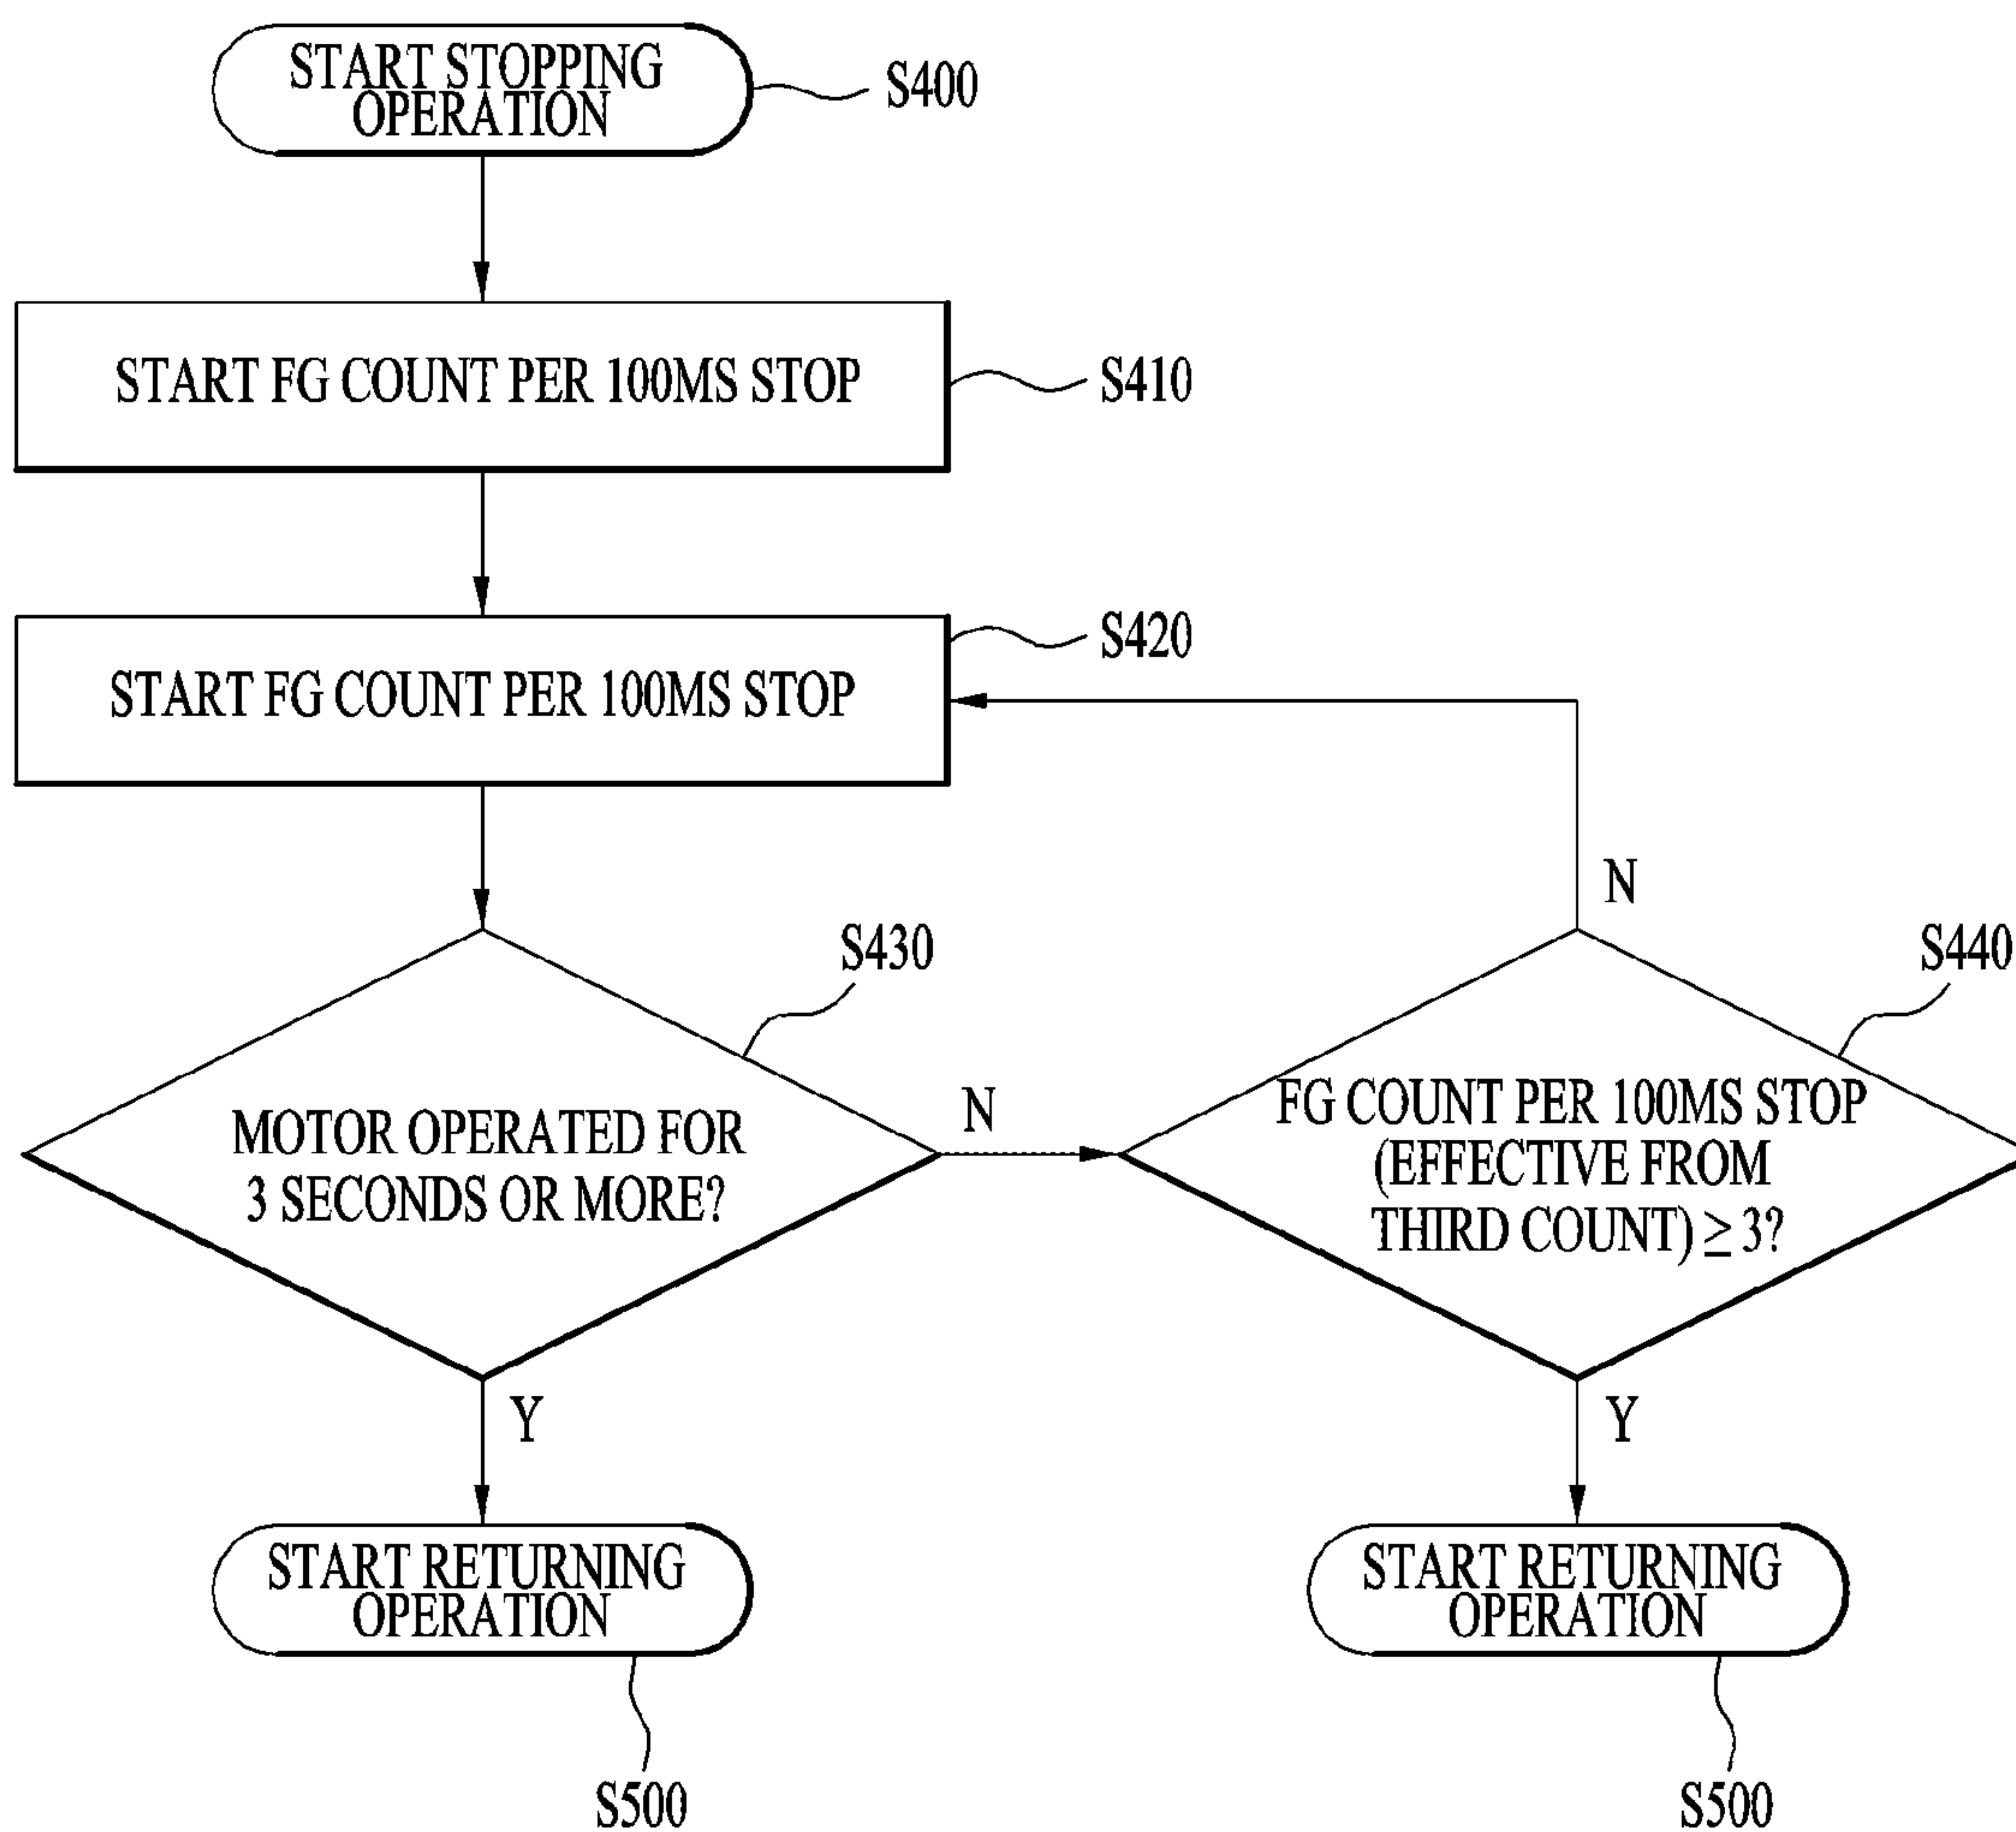 START STOPPING
OPERATION
S400
START FG COUNT PER 100MS STOP
S410
START FG COUNT PER 100MS STOP
S420
MOTOR OPERATED FOR
3 SECONDS OR MORE?
S430
N
Y
FG COUNT PER 100MS STOP
(EFFECTIVE FROM
THIRD COUNT) ≥ 3?
S440
N
Y
START RETURNING
OPERATION
S500
START RETURNING
OPERATION
S500